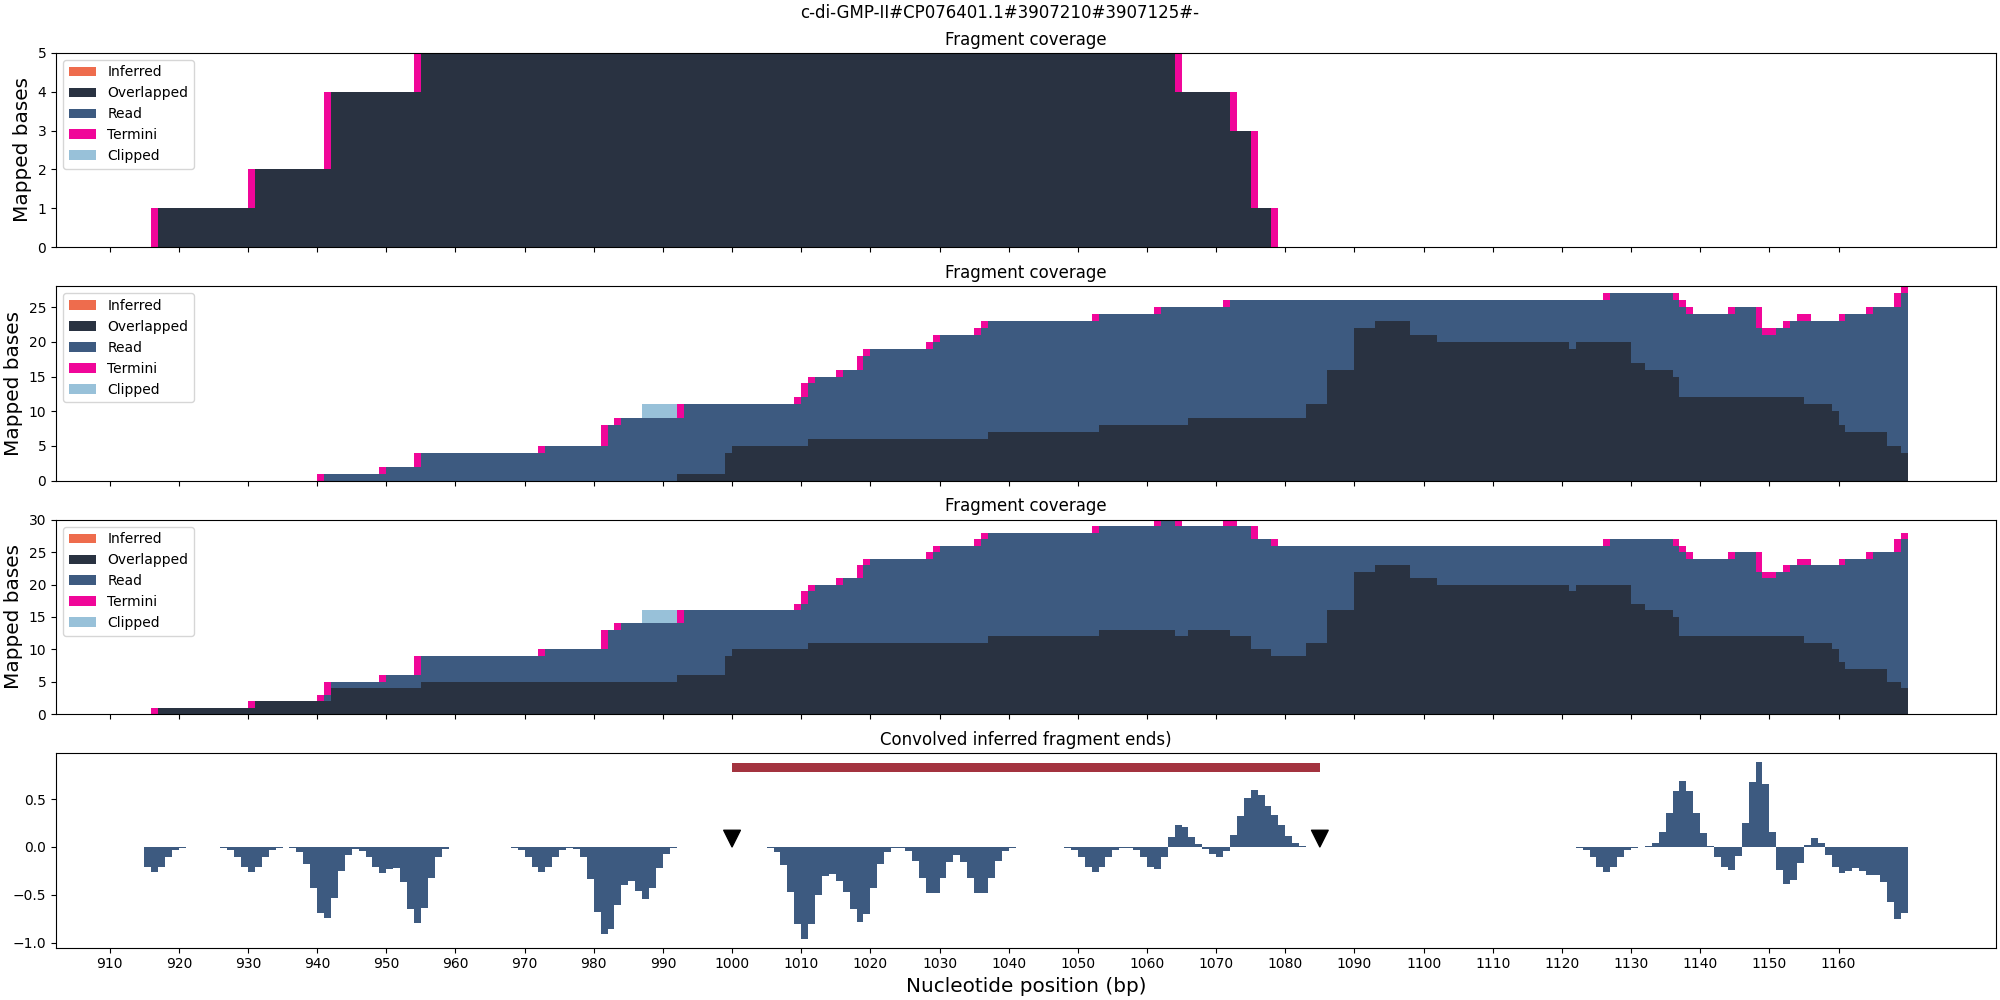 c-di-GMP-II#CP076401.1#3907210#3907125#-
Fragment coverage
Mapped bases
5
4
3
2
1
0
Inferred
Overlapped
Read
Termini
Clipped
Fragment coverage
Mapped bases
25
20
15
10
5
0
Inferred
Overlapped
Read
Termini
Clipped
Fragment coverage
Mapped bases
30
25
20
15
10
5
0
Inferred
Overlapped
Read
Termini
Clipped
Convolved inferred fragment ends)
0.5
0.0
−0.5
−1.0
910 920 930 940 950 960 970 980 990 1000 1010 1020 1030 1040 1050 1060 1070 1080 1090 1100 1110 1120 1130 1140 1150 1160
Nucleotide position (bp)